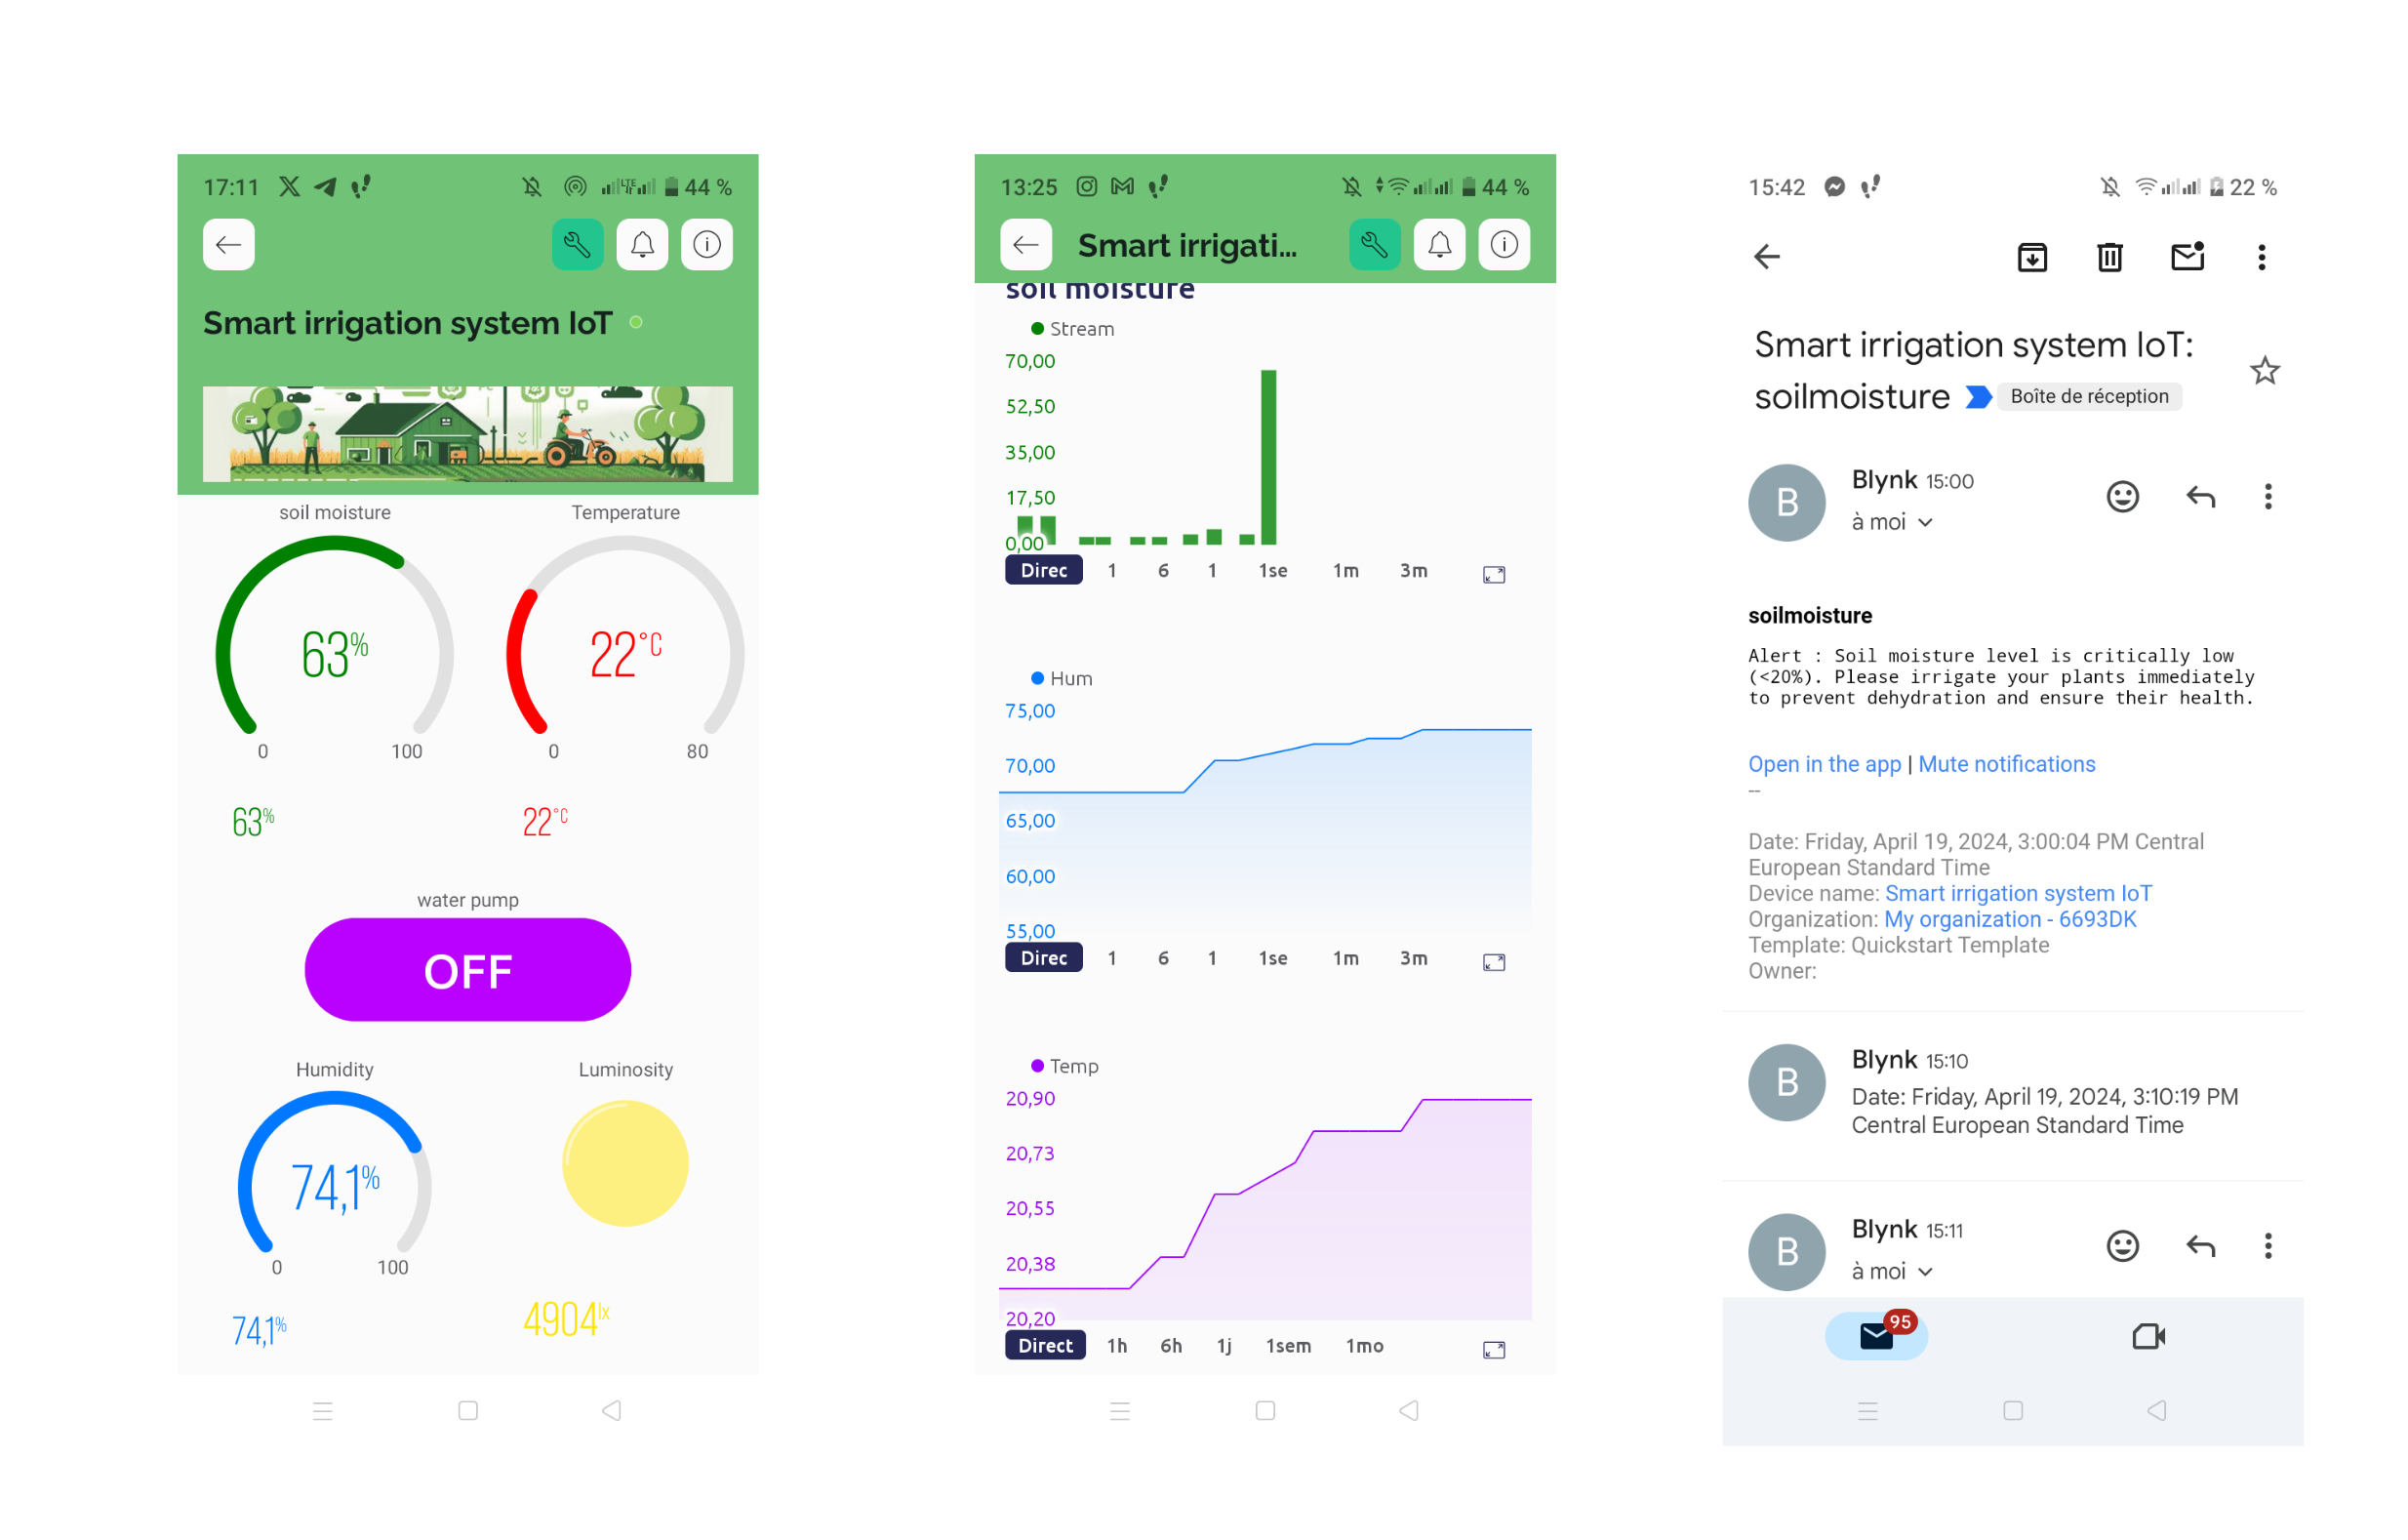 17:11
LTE
44 %
Smart irrigation system IoT
soil moisture
Temperature
63%
22°C
0
100
0
80
63%
22°C
water pump
OFF
Humidity
Luminosity
74,1%
0
100
74,1%
4904lx
13:25
44 %
Smart irrigati...
soil moisture
Stream
70,00
52,50
35,00
17,50
0,00
Direc 1 6 1 1se 1m 3m
Hum
75,00
70,00
65,00
60,00
55,00
Direc 1 6 1 1se 1m 3m
Temp
20,90
20,73
20,55
20,38
20,20
Direct 1h 6h 1j 1sem 1mo
15:42
22 %
Smart irrigation system IoT:
soilmoisture Boîte de réception
B
Blynk 15:00
à moi
soilmoisture
Alert : Soil moisture level is critically low
(<20%). Please irrigate your plants immediately
to prevent dehydration and ensure their health.
Open in the app | Mute notifications
--
Date: Friday, April 19, 2024, 3:00:04 PM Central
European Standard Time
Device name: Smart irrigation system IoT
Organization: My organization - 6693DK
Template: Quickstart Template
Owner:
B
Blynk 15:10
Date: Friday, April 19, 2024, 3:10:19 PM
Central European Standard Time
B
Blynk 15:11
à moi
95